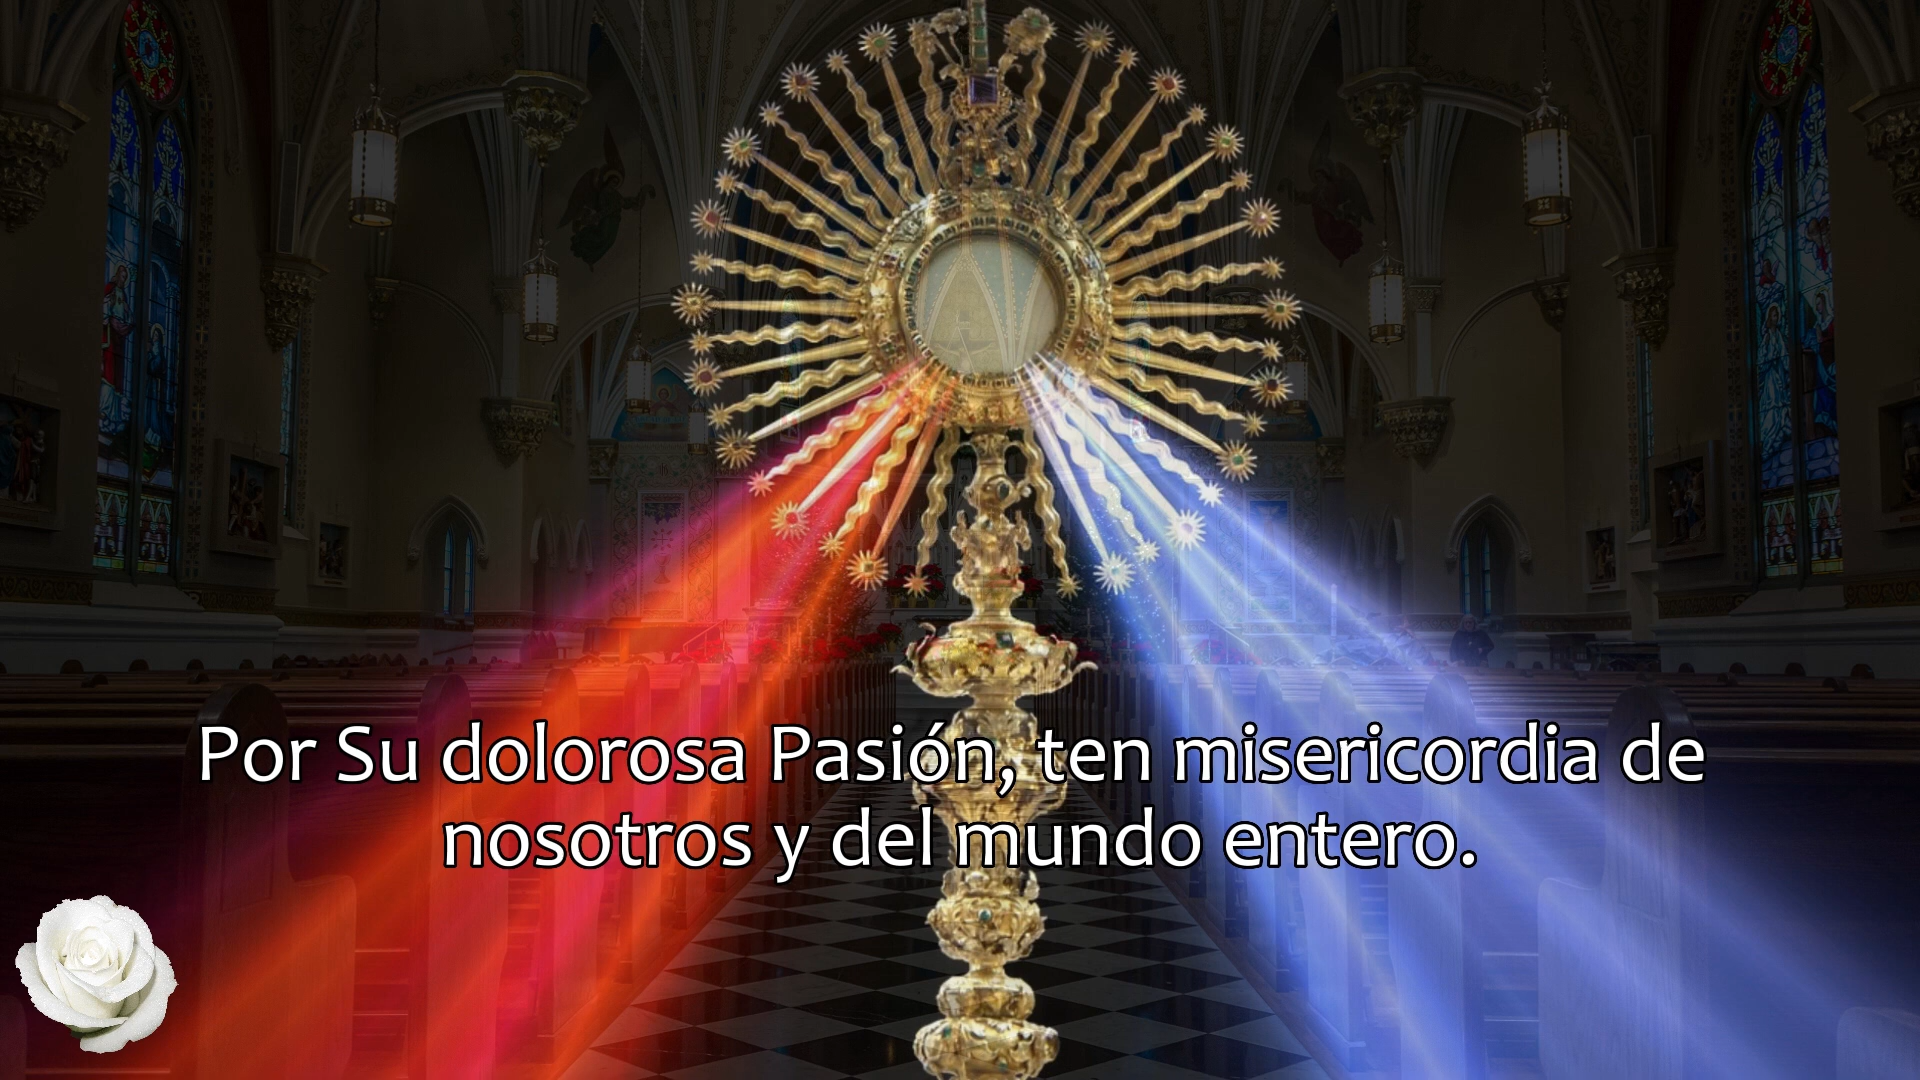 Por Su dolorosa Pasión, ten misericordia de
nosotros y del mundo entero.